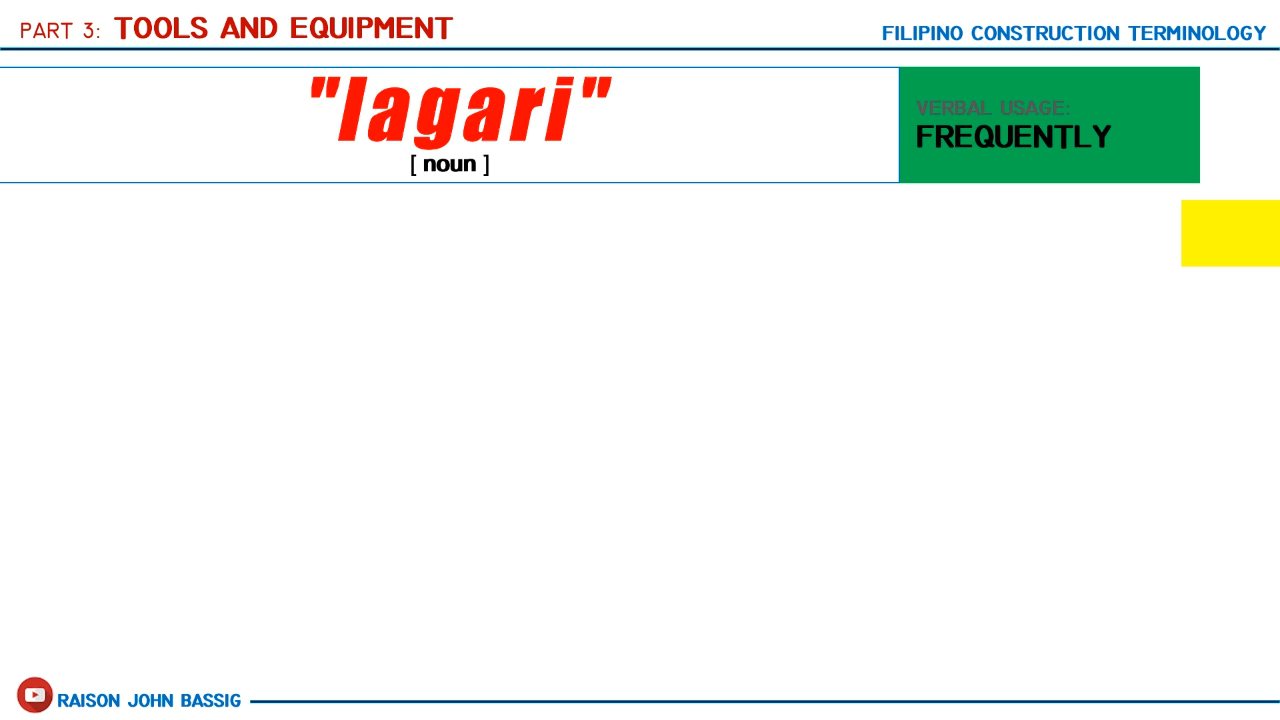 PART 3: TOOLS AND EQUIPMENT
FILIPINO CONSTRUCTION TERMINOLOGY
"lagari"
[ noun ]
VERBAL USAGE:
FREQUENTLY
RAISON JOHN BASSIG